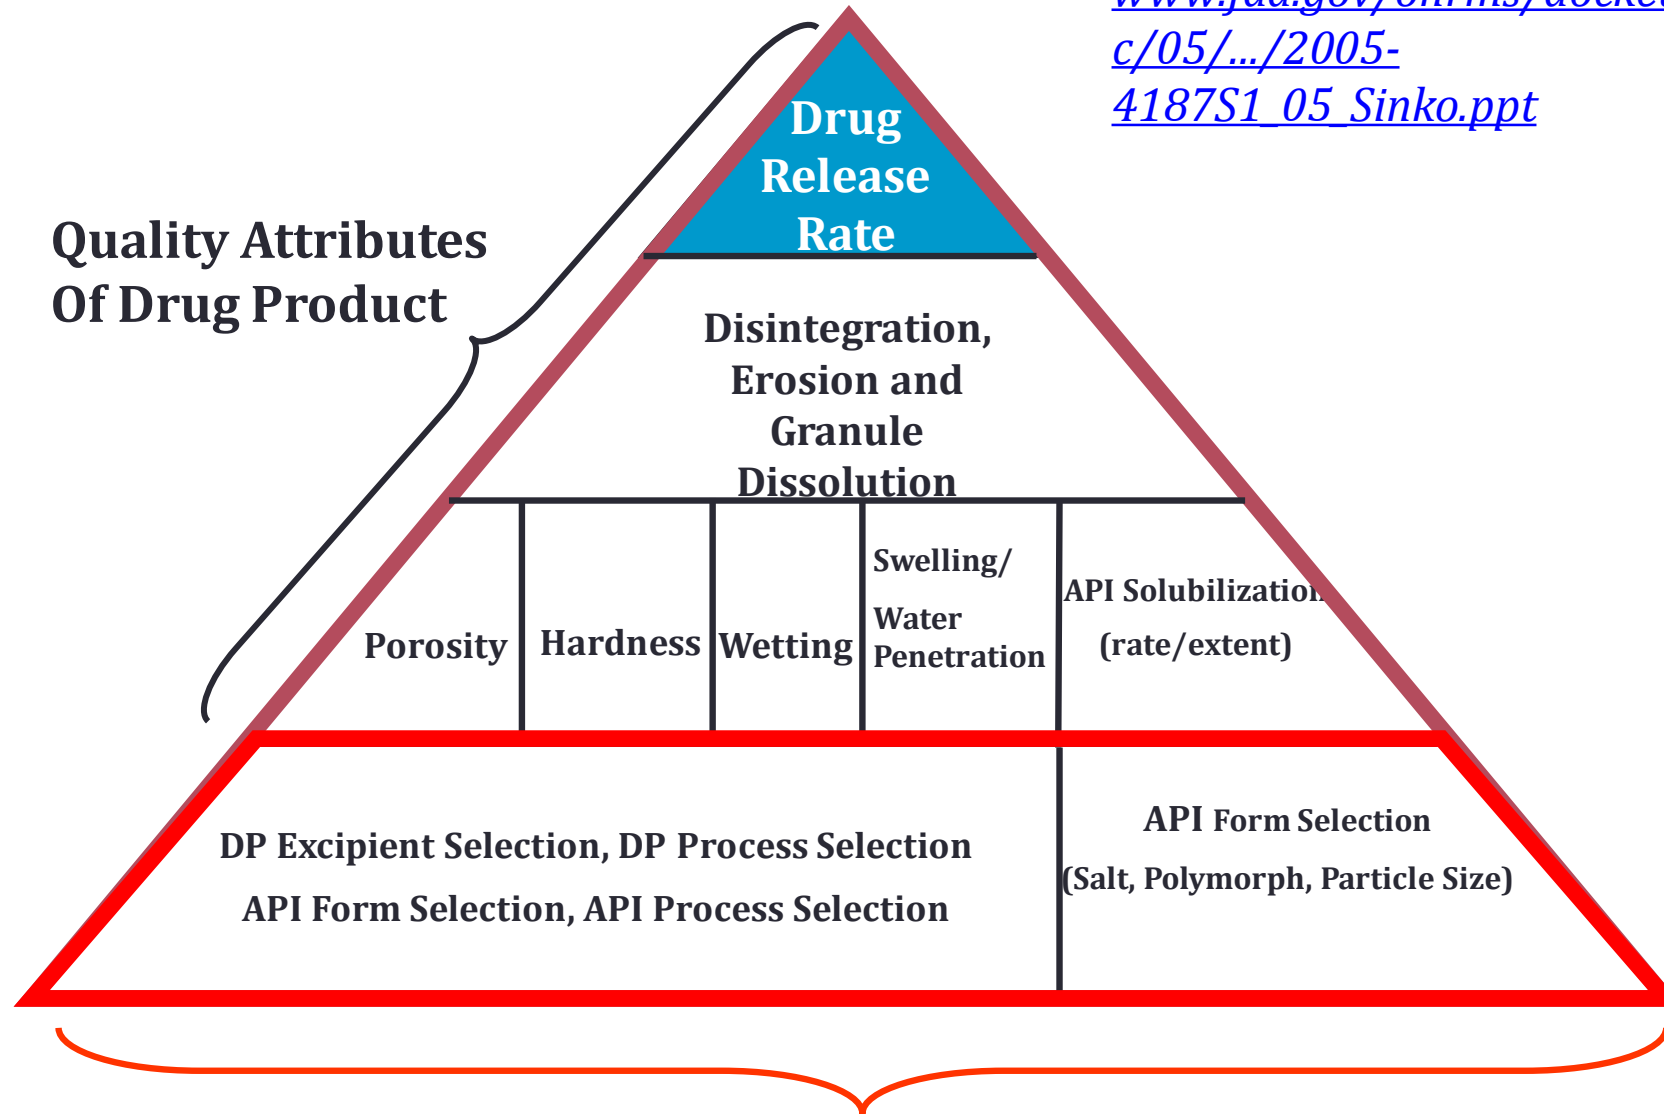 c/05/.../2005-
4187S1_05_Sinko.ppt
Drug
Release
Rate
Quality Attributes
Of Drug Product
Disintegration,
Erosion and
Granule
Dissolution
Porosity
Hardness
Wetting
Swelling/
Water
Penetration
API Solubilization
(rate/extent)
DP Excipient Selection, DP Process Selection
API Form Selection, API Process Selection
API Form Selection
(Salt, Polymorph, Particle Size)